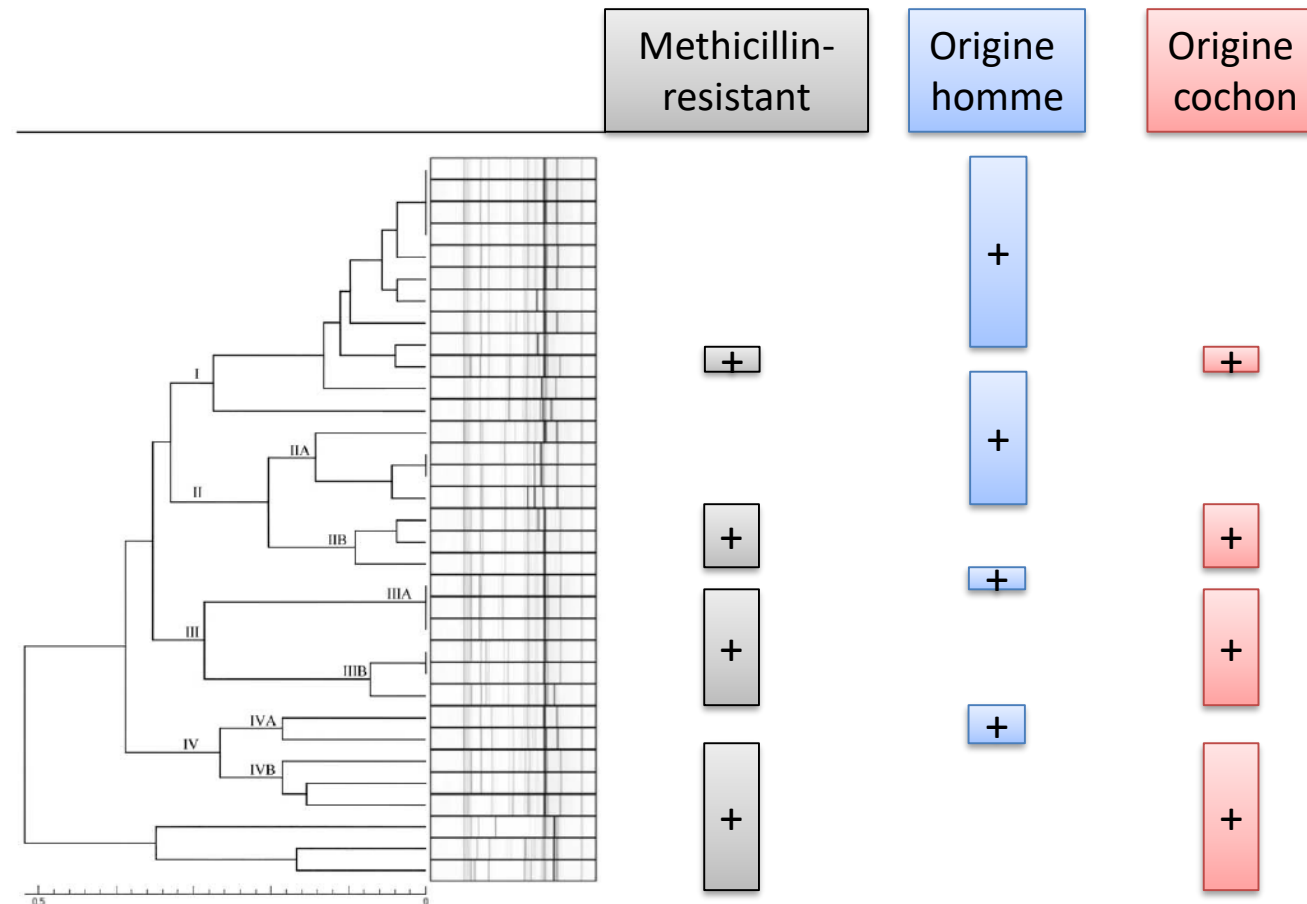 Methicillin-
resistant
Origine
homme
Origine
cochon
+
+
+
I
+
IIA
II
+
+
IIB
+
IIIA
+
+
III
IIIB
IVA
+
IV
IVB
+
+
0.5
0